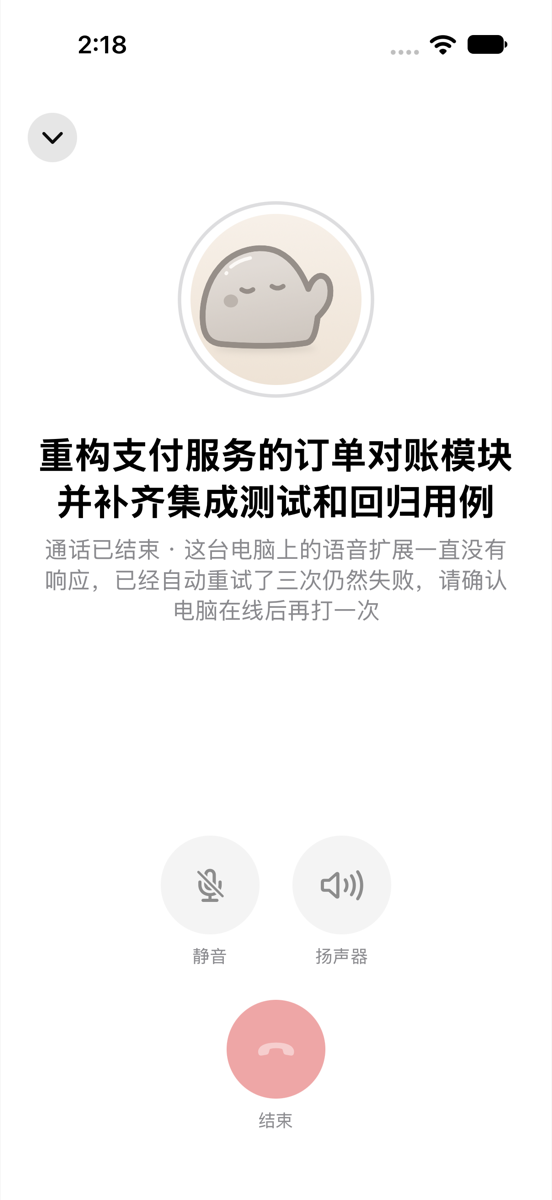 2:18
重构支付服务的订单对账模块
并补齐集成测试和回归用例
通话已结束 · 这台电脑上的语音扩展一直没有
响应，已经自动重试了三次仍然失败，请确认
电脑在线后再打一次
静音
扬声器
结束